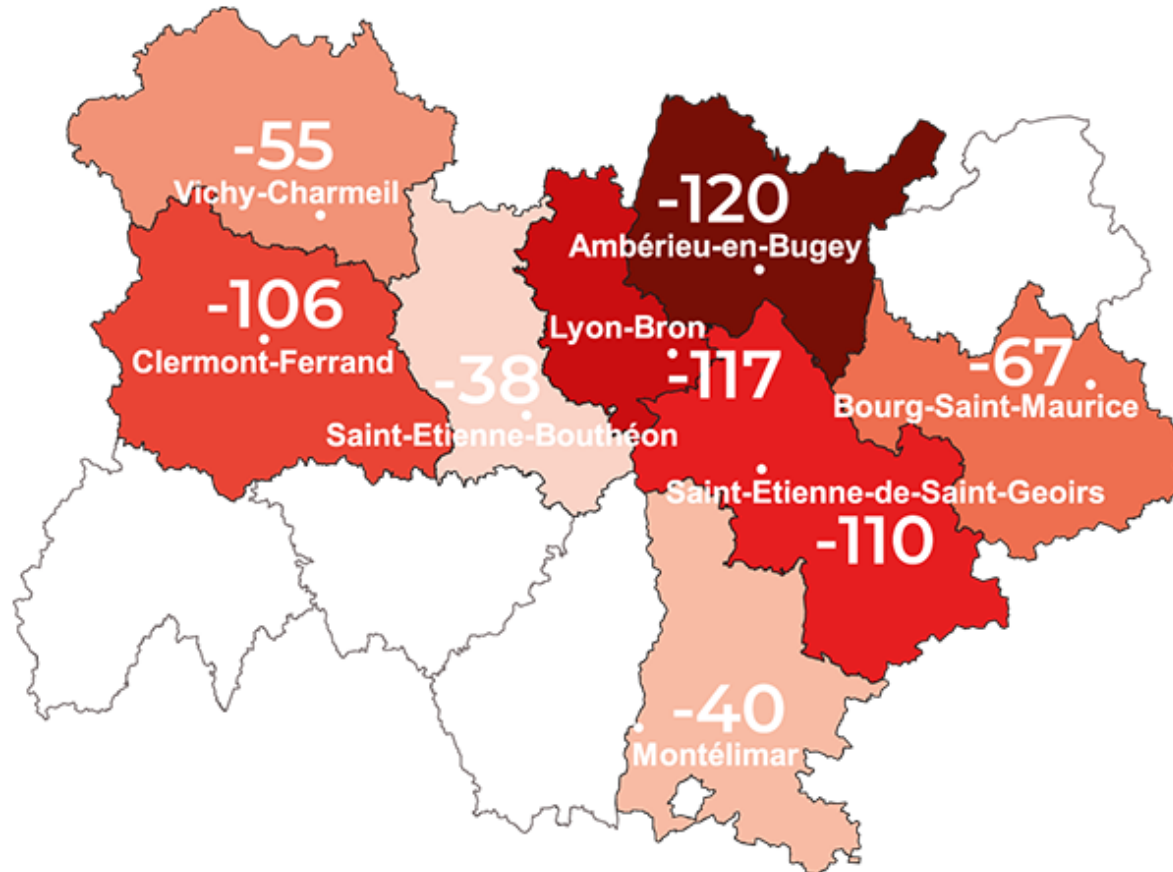 -55
Vichy-Charmeil
-120
Ambérieu-en-Bugey
-106
Clermont-Ferrand
Lyon-Bron
-117
-38
Saint-Etienne-Bouthéon
-67
Bourg-Saint-Maurice
Saint-Étienne-de-Saint-Geoirs
-110
-40
Montélimar